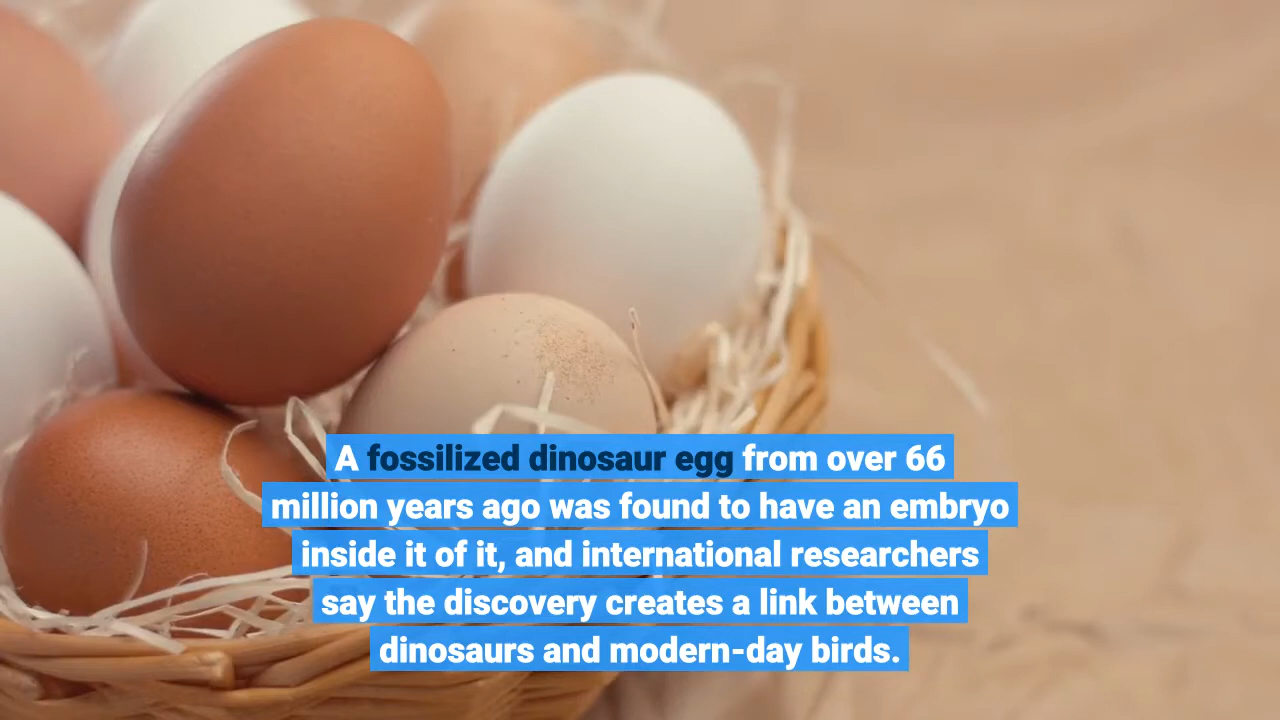 A fossilized dinosaur egg from over 66
million years ago was found to have an embryo
inside it of it, and international researchers
say the discovery creates a link between
dinosaurs and modern-day birds.